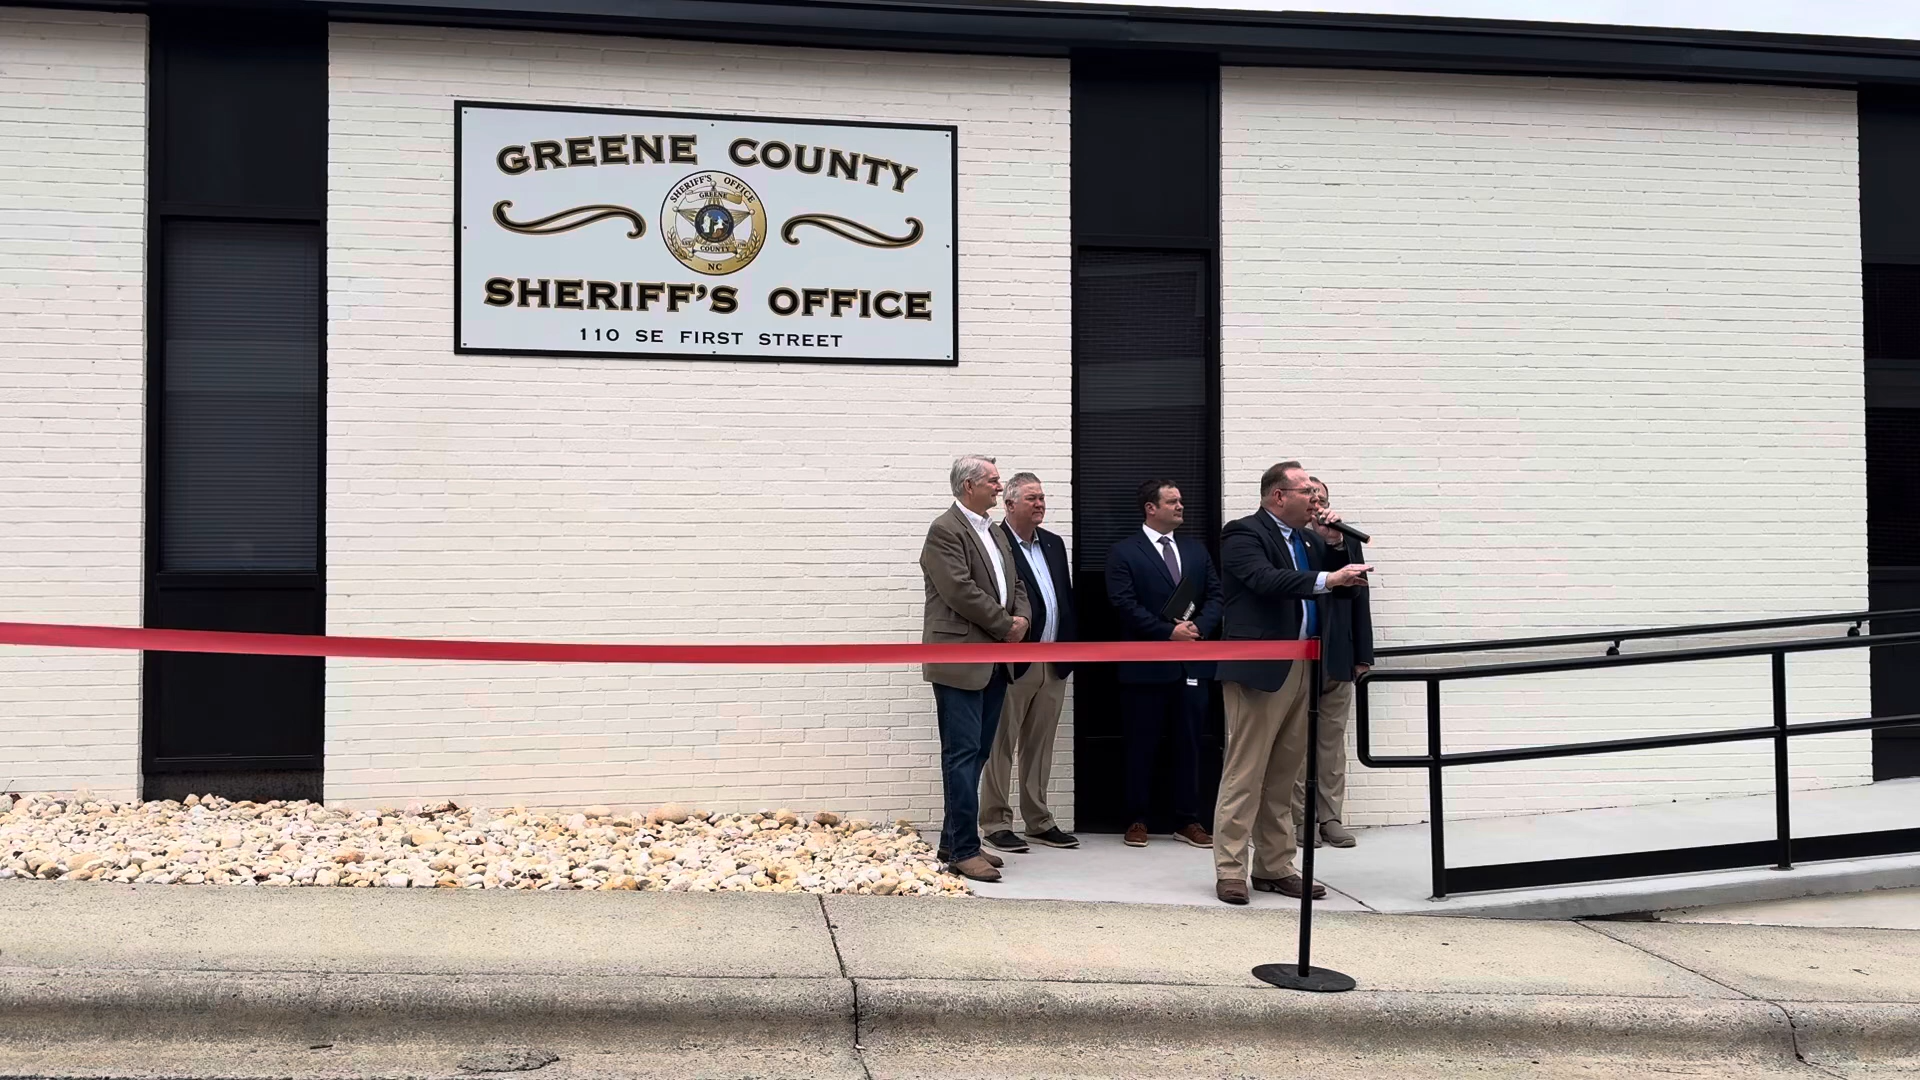 GREENE COUNTY
SHERIFF'S OFFICE
GREENE
COUNTY
NC
SHERIFF'S OFFICE
110 SE FIRST STREET